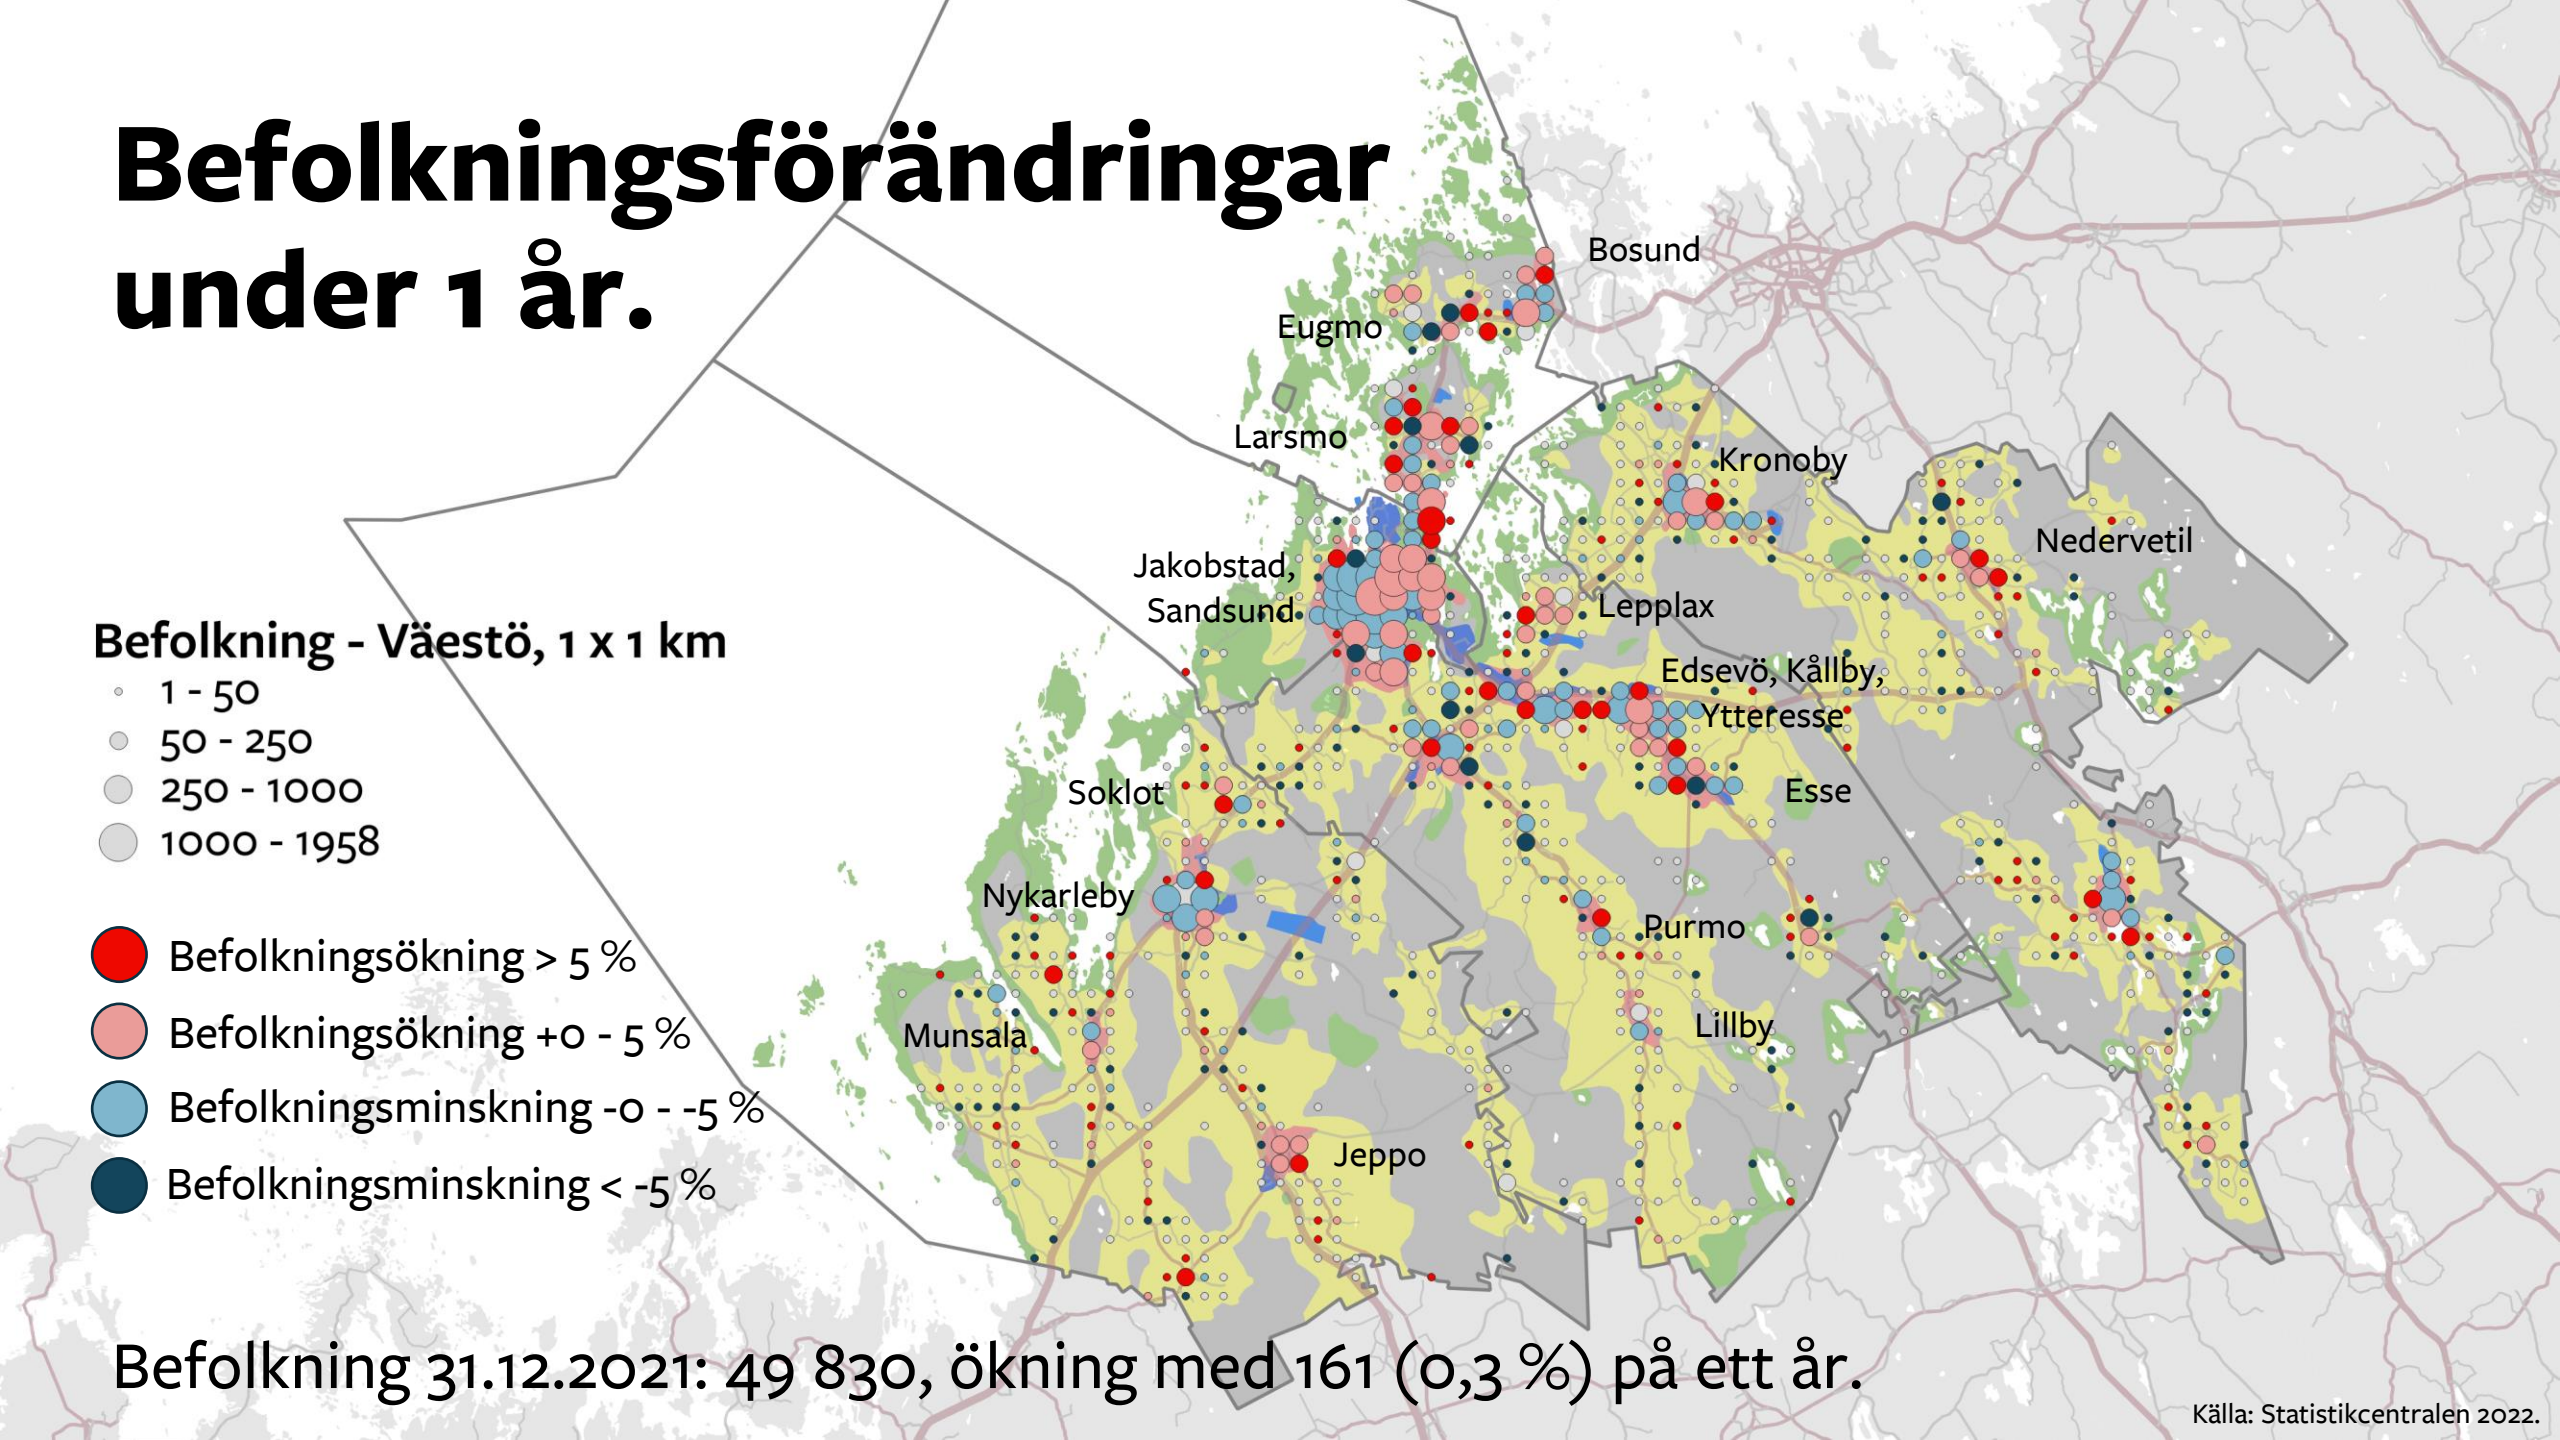 Befolkningsförändringar
under 1 år.
Befolkning - Väestö, 1 x 1 km
1 - 50
50 - 250
250 - 1000
1000 - 1958
Befolkningsökning > 5 %
Befolkningsökning +0 - 5 %
Befolkningsminskning -0 - -5 %
Befolkningsminskning < -5 %
Bosund
Eugmo
Larsmo
Kronoby
Nedervetil
Jakobstad,
Sandsund
Lepplax
Edsevö, Kållby,
Ytteresse
Soklot
Esse
Nykarleby
Purmo
Munsala
Lillby
Jeppo
Befolkning 31.12.2021: 49 830, ökning med 161 (0,3 %) på ett år.
Källa: Statistikcentralen 2022.